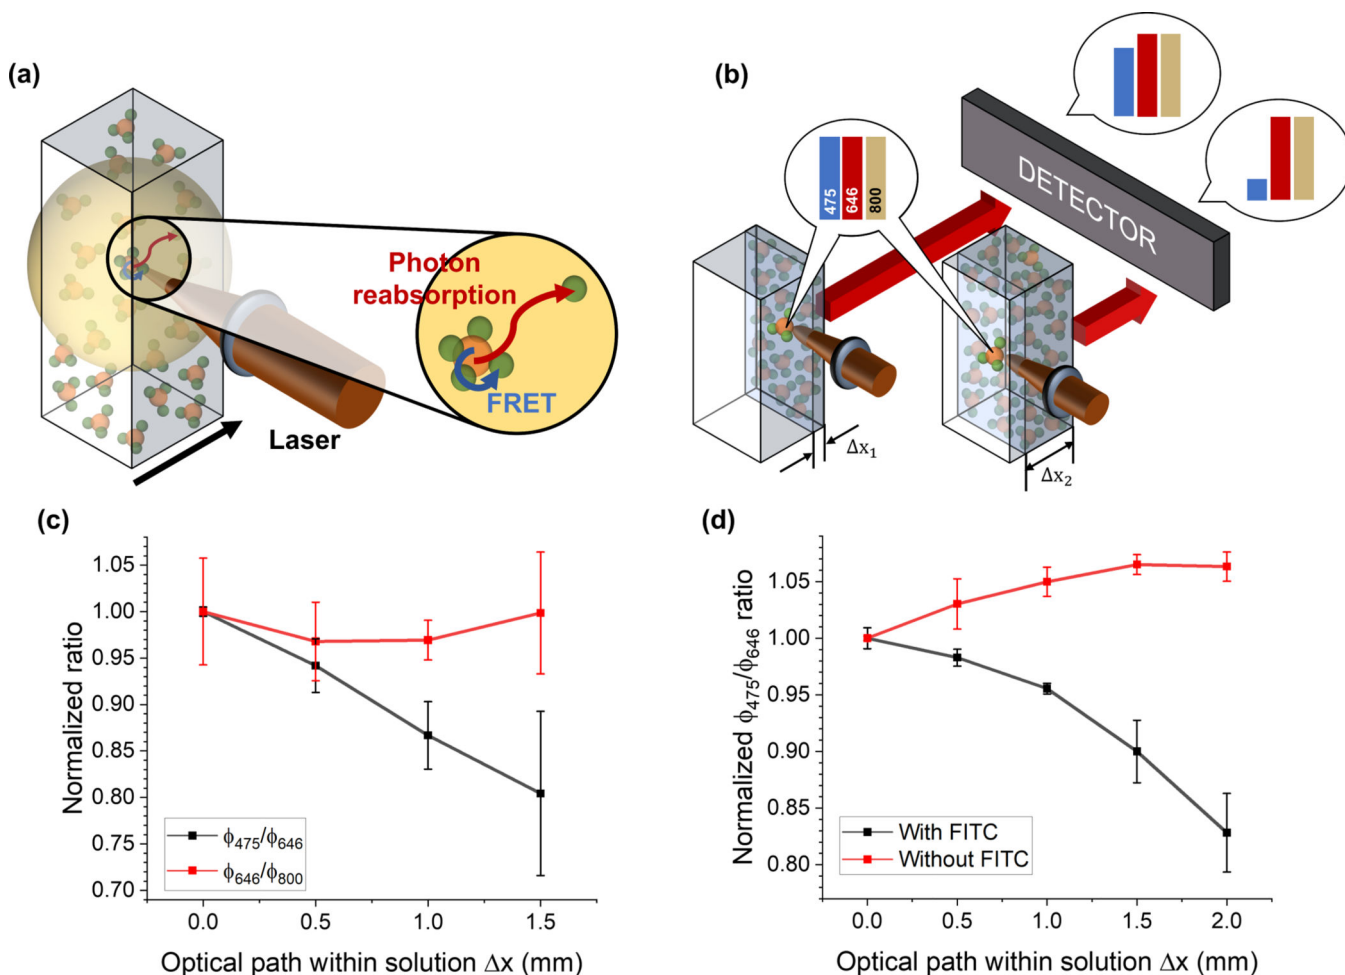 (a)
Photon
reabsorption
FRET
Laser
(b)
475
646
800
DETECTOR
Δx₁
Δx₂
(c)
Normalized ratio
1.05
1.00
0.95
0.90
0.85
0.80
0.75
0.70
ϕ₄₇₅/ϕ₆₄₆
ϕ₆₄₆/ϕ₈₀₀
0.0 0.5 1.0 1.5
Optical path within solution Δx (mm)
(d)
Normalized ϕ₄₇₅/ϕ₆₄₆ ratio
1.05
1.00
0.95
0.90
0.85
0.80
With FITC
Without FITC
0.0 0.5 1.0 1.5 2.0
Optical path within solution Δx (mm)